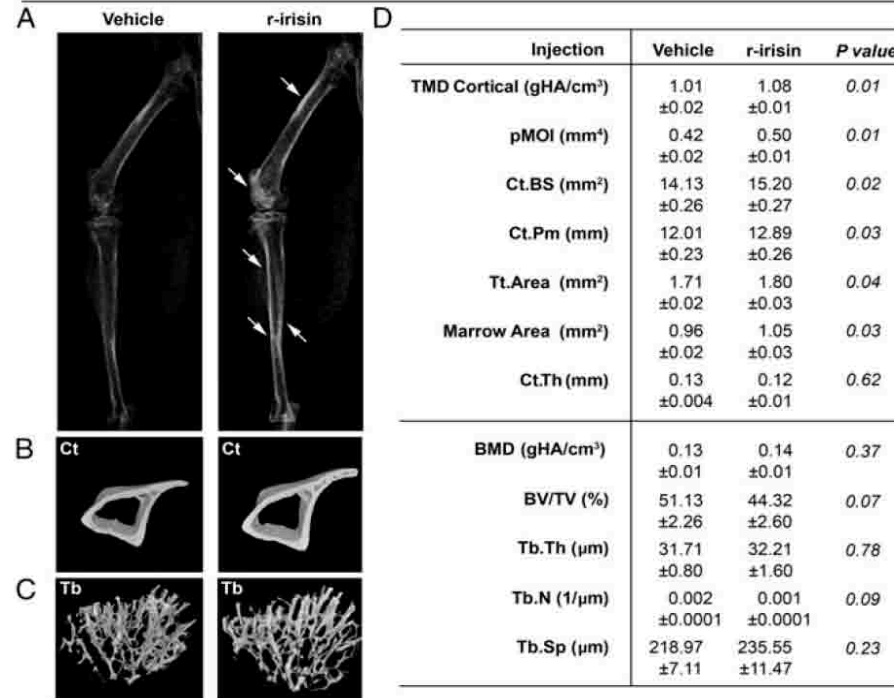 A
Vehicle
r-irisin
B
Ct
Ct
C
Tb
Tb
D
Injection Vehicle r-irisin P value
TMD Cortical (gHA/cm³) 1.01 1.08 0.01
±0.02 ±0.01
pMOI (mm⁴) 0.42 0.50 0.01
±0.02 ±0.01
Ct.BS (mm²) 14.13 15.20 0.02
±0.26 ±0.27
Ct.Pm (mm) 12.01 12.89 0.03
±0.23 ±0.26
Tt.Area (mm²) 1.71 1.80 0.04
±0.02 ±0.03
Marrow Area (mm²) 0.96 1.05 0.03
±0.02 ±0.03
Ct.Th (mm) 0.13 0.12 0.62
±0.004 ±0.01
BMD (gHA/cm³) 0.13 0.14 0.37
±0.01 ±0.01
BV/TV (%) 51.13 44.32 0.07
±2.26 ±2.60
Tb.Th (μm) 31.71 32.21 0.78
±0.80 ±1.60
Tb.N (1/μm) 0.002 0.001 0.09
±0.0001 ±0.0001
Tb.Sp (μm) 218.97 235.55 0.23
±7.11 ±11.47